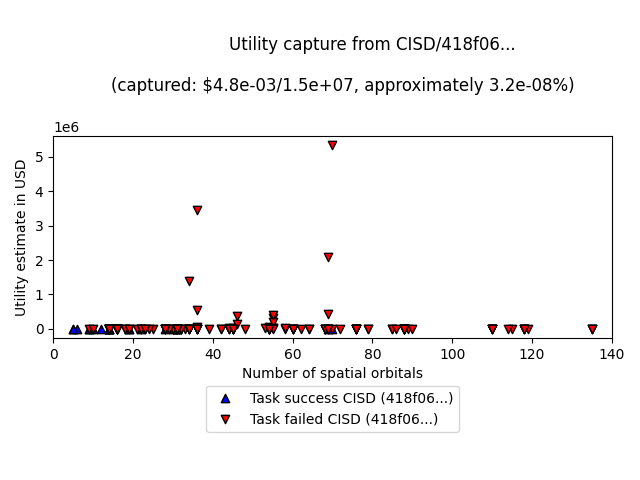 Utility capture from CISD/418f06...
(captured: $4.8e-03/1.5e+07, approximately 3.2e-08%)
1e6
Utility estimate in USD
5
4
3
2
1
0
0 20 40 60 80 100 120 140
Number of spatial orbitals
Task success CISD (418f06...)
Task failed CISD (418f06...)